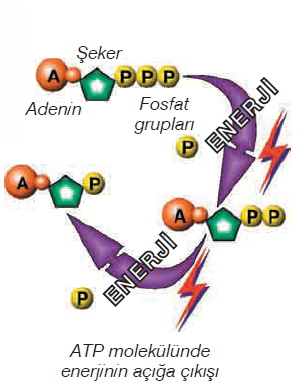 Şeker
A P P P
Adenin
Fosfat
grupları
ENERJİ
P
A P
A P P
ENERJİ
P
ATP molekülünde
enerjinin açığa çıkışı